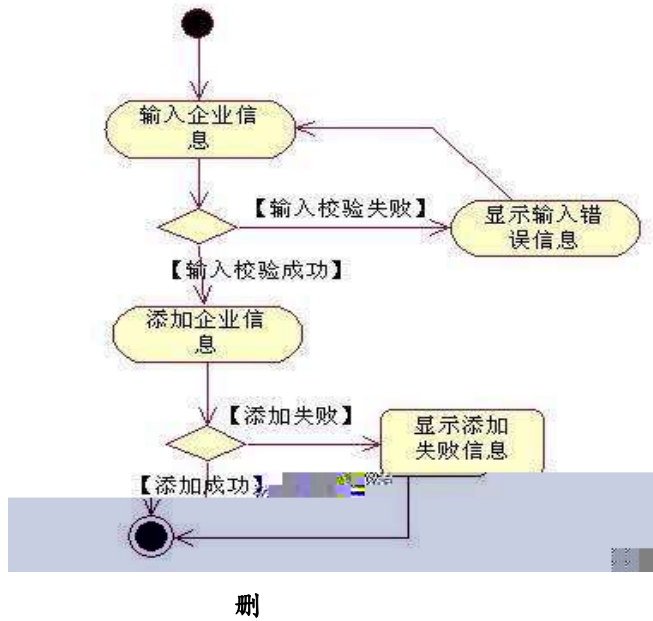 输入企业信
息
【输入校验失败】
显示输入错
误信息
【输入校验成功】
添加企业信
息
【添加失败】
显示添加
失败信息
【添加成功】
删